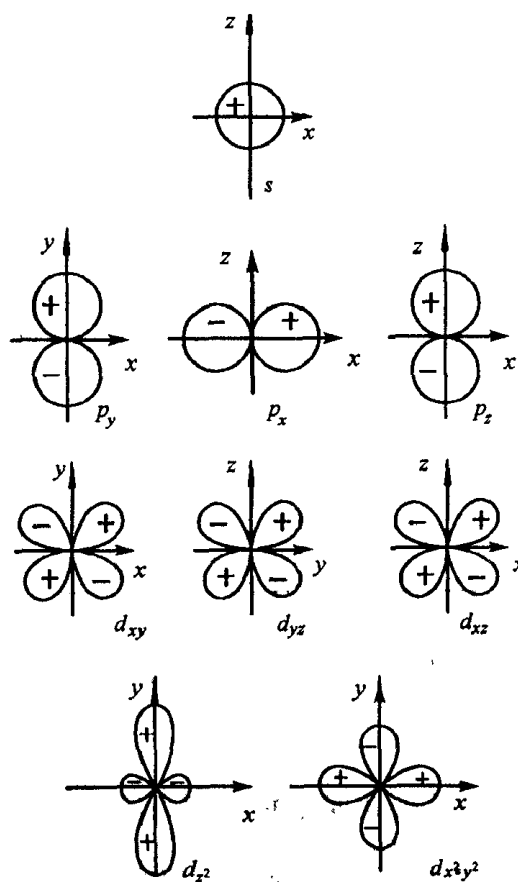 z
+
x
s
y z z
+ - + +
x x x
- -
p_y p_x p_z
y z z
- + - + - +
x y x
+ - + - + -
d_xy d_yz d_xz
y y
+ -
- - + +
x x
+ -
d_z² d_x²y²